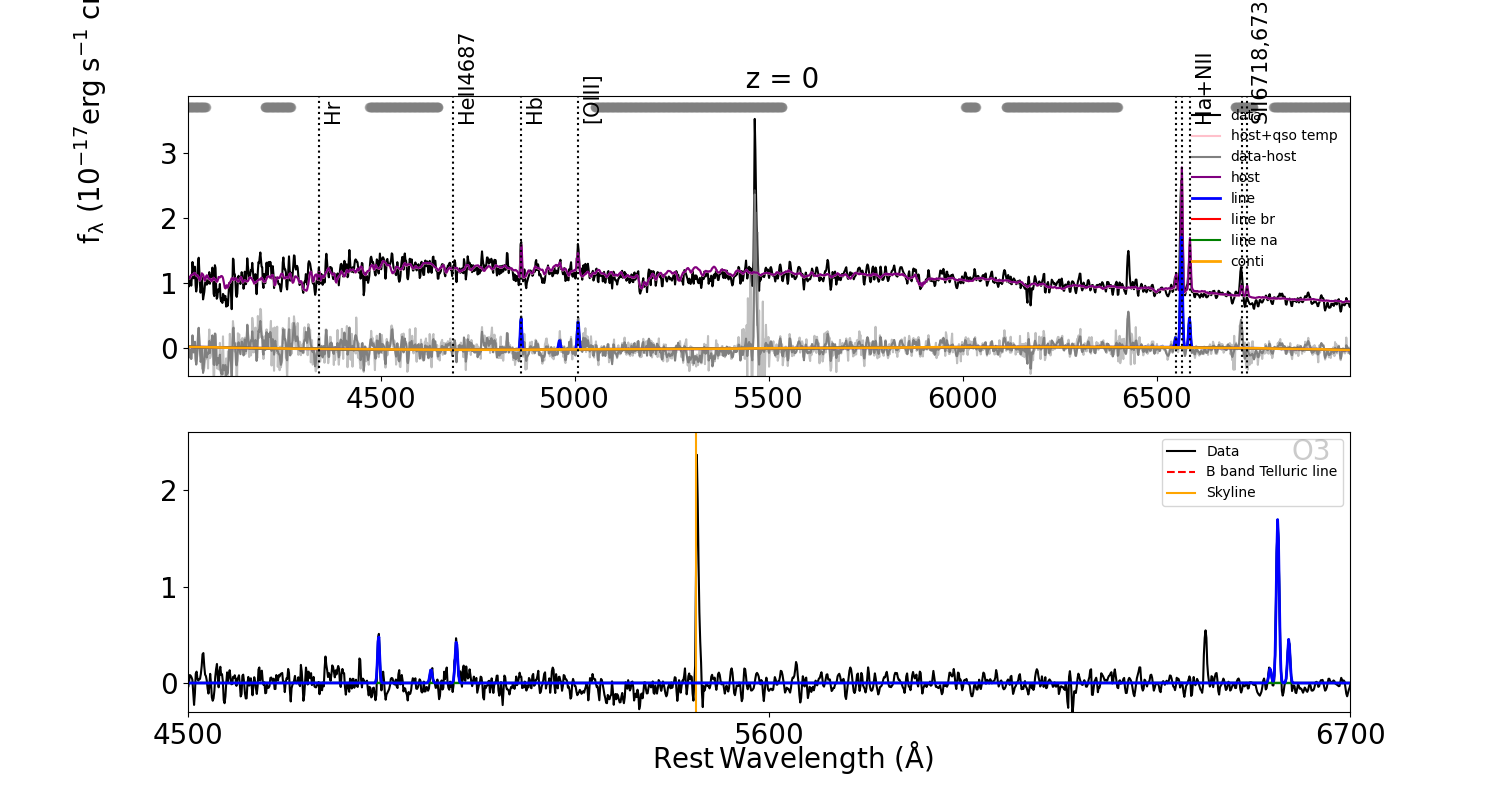 z = 0
f_λ (10^−17 erg s^−1
Hr
HeII4687
Hb
[OIII]
Ha+NII
SII6718,673
data
host+qso temp
data-host
host
line
line br
line na
conti
3
2
1
0
4500 5000 5500 6000 6500
O3
Data
B band Telluric line
Skyline
2
1
0
4500 5600 6700
Rest Wavelength (Å)